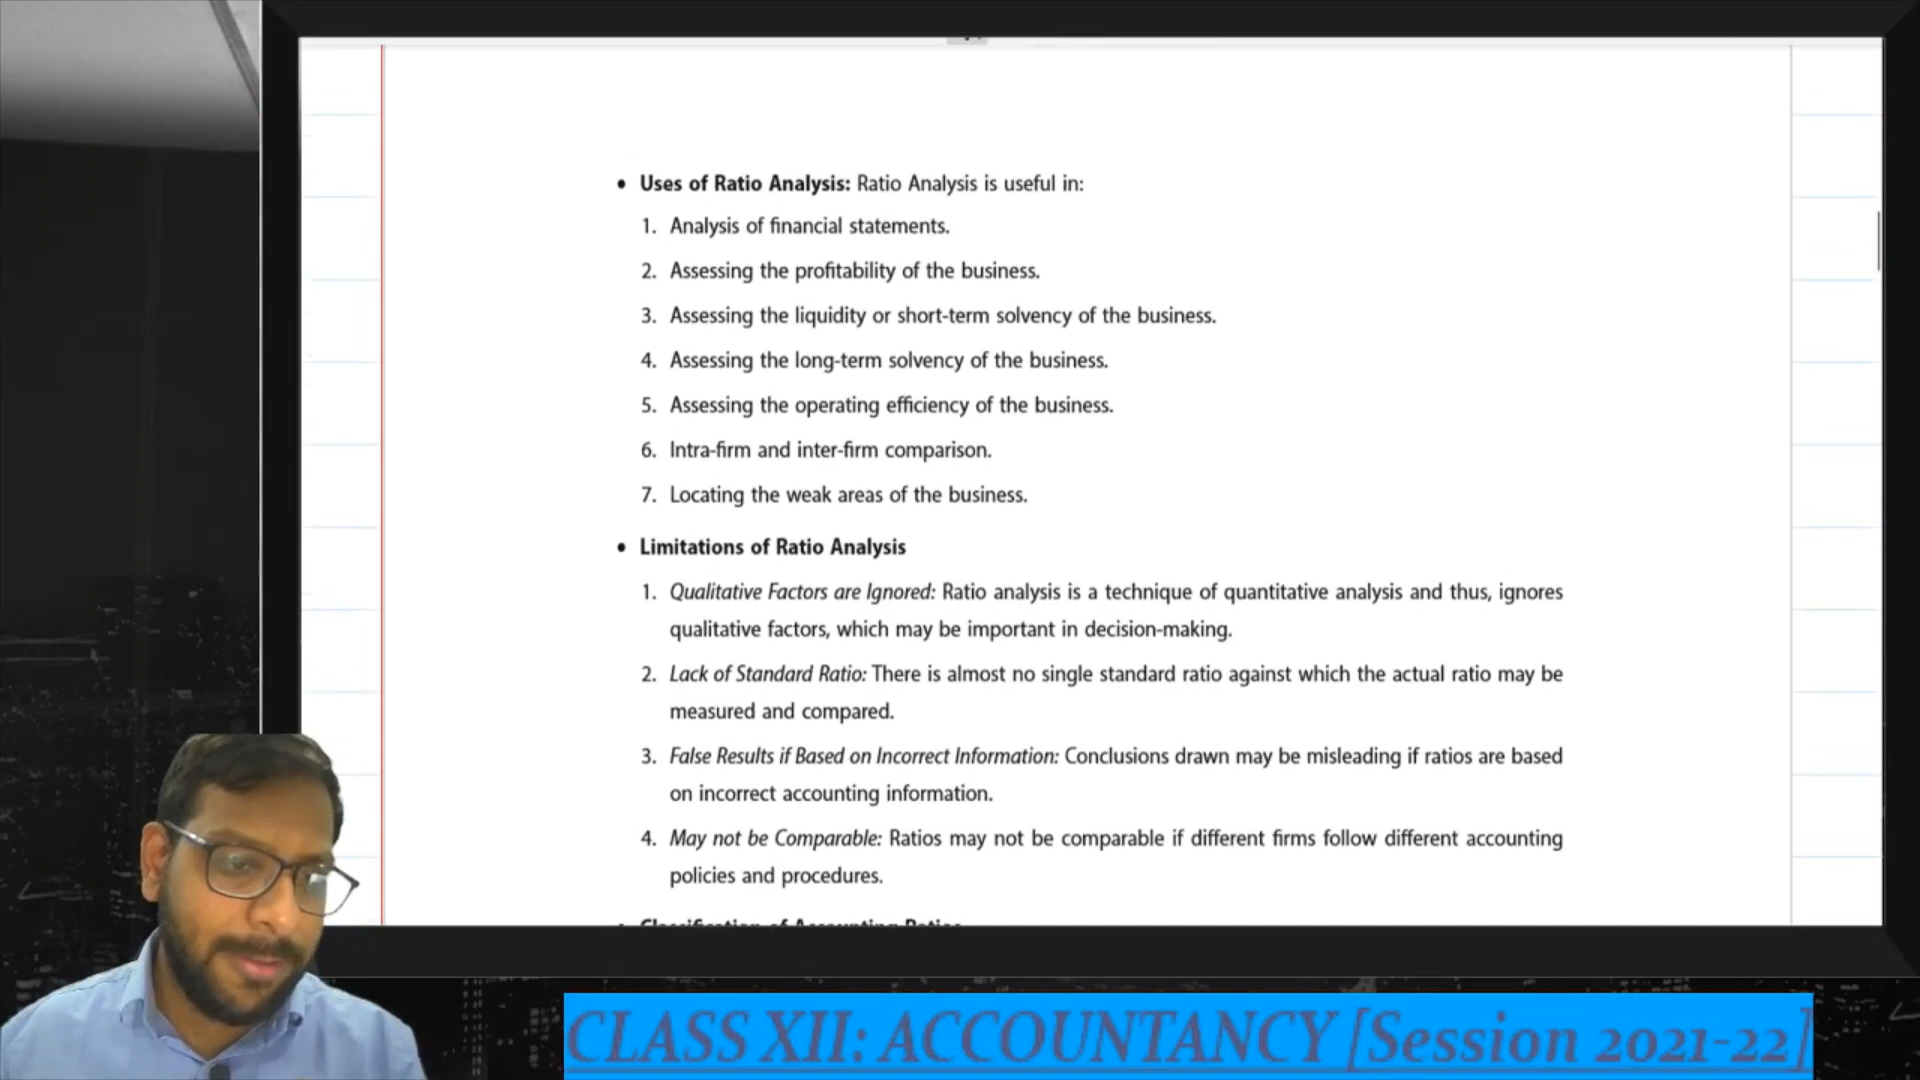 • Uses of Ratio Analysis: Ratio Analysis is useful in:
1. Analysis of financial statements.
2. Assessing the profitability of the business.
3. Assessing the liquidity or short-term solvency of the business.
4. Assessing the long-term solvency of the business.
5. Assessing the operating efficiency of the business.
6. Intra-firm and inter-firm comparison.
7. Locating the weak areas of the business.
• Limitations of Ratio Analysis
1. Qualitative Factors are Ignored: Ratio analysis is a technique of quantitative analysis and thus, ignores
qualitative factors, which may be important in decision-making.
2. Lack of Standard Ratio: There is almost no single standard ratio against which the actual ratio may be
measured and compared.
3. False Results if Based on Incorrect Information: Conclusions drawn may be misleading if ratios are based
on incorrect accounting information.
4. May not be Comparable: Ratios may not be comparable if different firms follow different accounting
policies and procedures.
• Classification of Accounting Ratios
CLASS XII: ACCOUNTANCY [Session 2021-22]